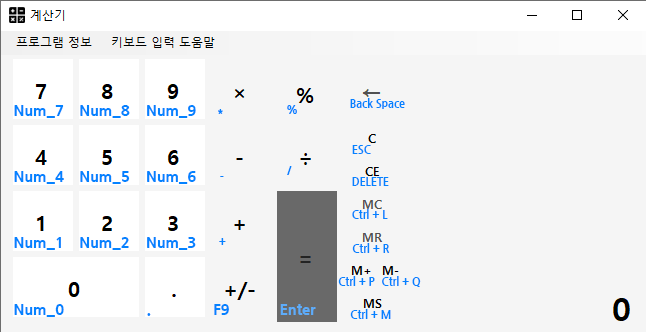 계산기
프로그램 정보 키보드 입력 도움말
7 8 9 × % ←
Num_7 Num_8 Num_9 * % Back Space
C
ESC
4 5 6 - ÷
Num_4 Num_5 Num_6 - /
CE
DELETE
MC
Ctrl + L
1 2 3 +
Num_1 Num_2 Num_3 +
MR
Ctrl + R
=
Enter
M+ M-
Ctrl + P Ctrl + Q
0 . +/-
Num_0 . F9
MS
Ctrl + M
0